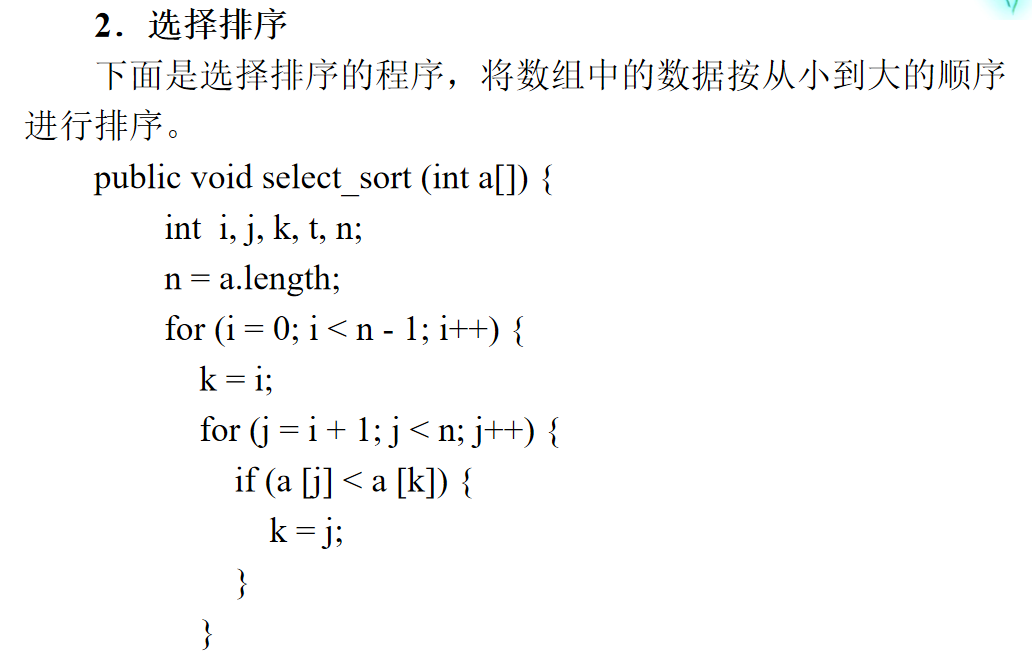 2．选择排序
下面是选择排序的程序，将数组中的数据按从小到大的顺序
进行排序。
public void select_sort (int a[]) {
int  i, j, k, t, n;
n = a.length;
for (i = 0; i < n - 1; i++) {
k = i;
for (j = i + 1; j < n; j++) {
if (a [j] < a [k]) {
k = j;
}
}